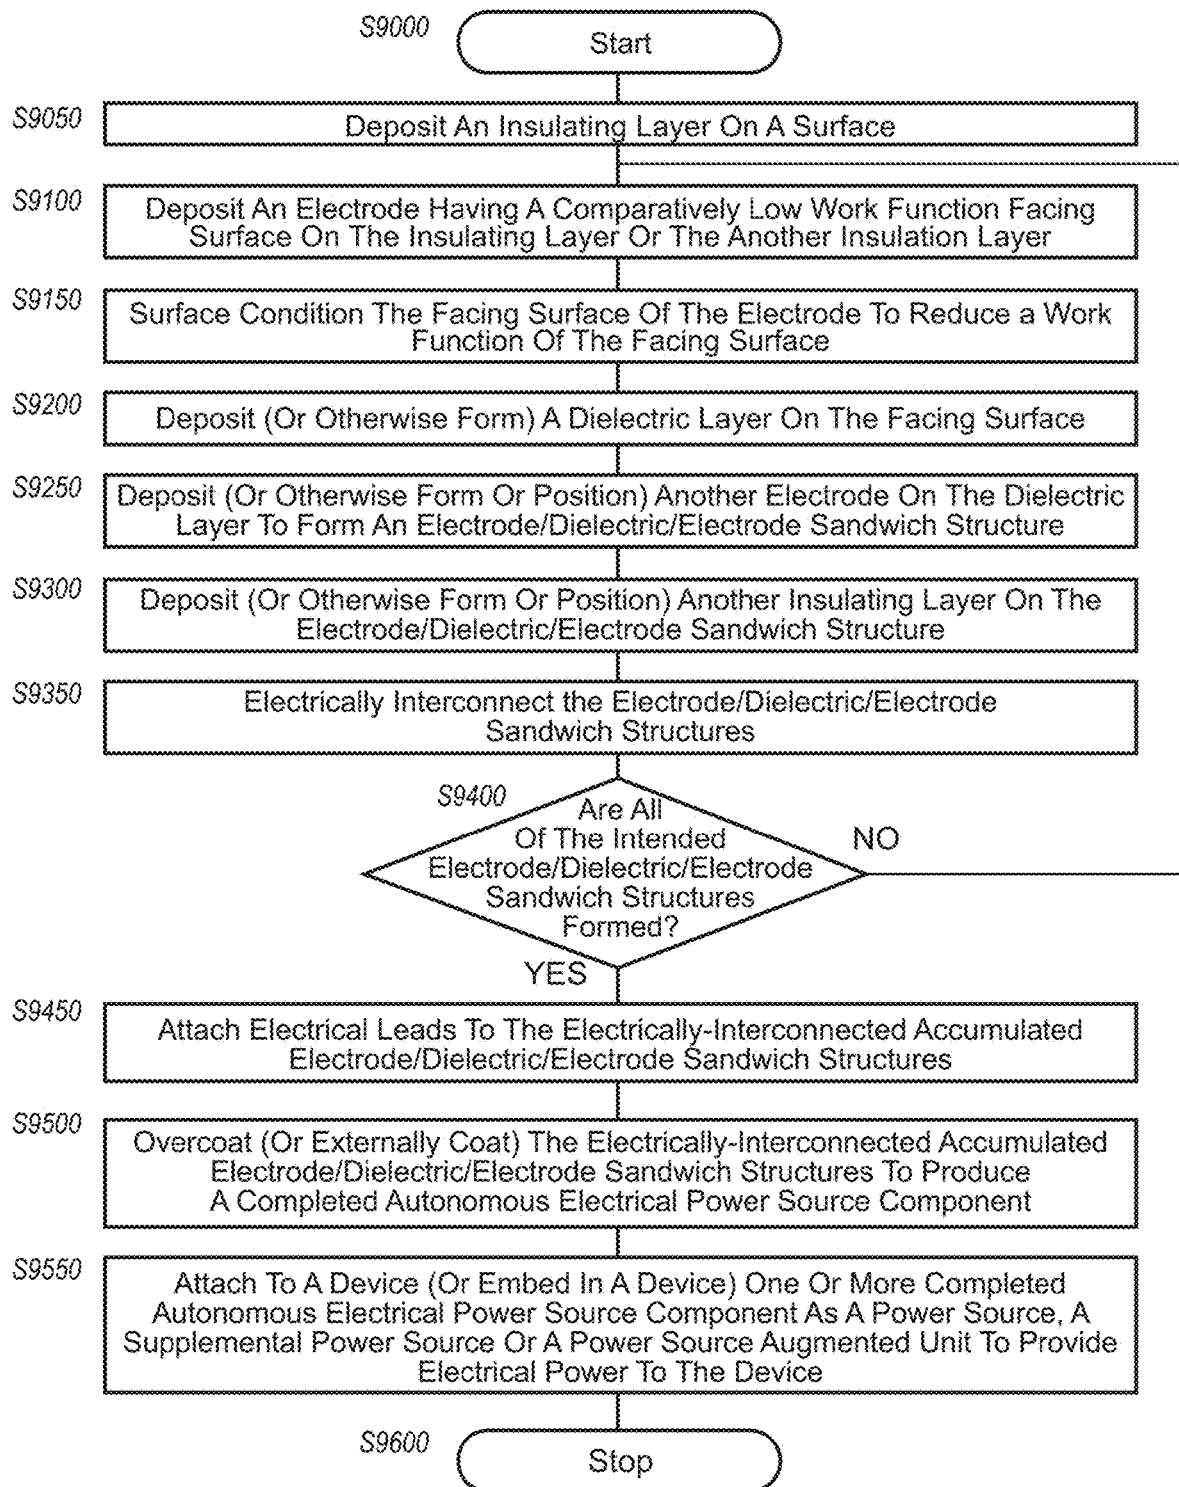 S9000
Start
S9050
Deposit An Insulating Layer On A Surface
S9100
Deposit An Electrode Having A Comparatively Low Work Function Facing
Surface On The Insulating Layer Or The Another Insulation Layer
S9150
Surface Condition The Facing Surface Of The Electrode To Reduce a Work
Function Of The Facing Surface
S9200
Deposit (Or Otherwise Form) A Dielectric Layer On The Facing Surface
S9250
Deposit (Or Otherwise Form Or Position) Another Electrode On The Dielectric
Layer To Form An Electrode/Dielectric/Electrode Sandwich Structure
S9300
Deposit (Or Otherwise Form Or Position) Another Insulating Layer On The
Electrode/Dielectric/Electrode Sandwich Structure
S9350
Electrically Interconnect the Electrode/Dielectric/Electrode
Sandwich Structures
S9400
Are All
Of The Intended
Electrode/Dielectric/Electrode
Sandwich Structures
Formed?
NO
YES
S9450
Attach Electrical Leads To The Electrically-Interconnected Accumulated
Electrode/Dielectric/Electrode Sandwich Structures
S9500
Overcoat (Or Externally Coat) The Electrically-Interconnected Accumulated
Electrode/Dielectric/Electrode Sandwich Structures To Produce
A Completed Autonomous Electrical Power Source Component
S9550
Attach To A Device (Or Embed In A Device) One Or More Completed
Autonomous Electrical Power Source Component As A Power Source, A
Supplemental Power Source Or A Power Source Augmented Unit To Provide
Electrical Power To The Device
S9600
Stop